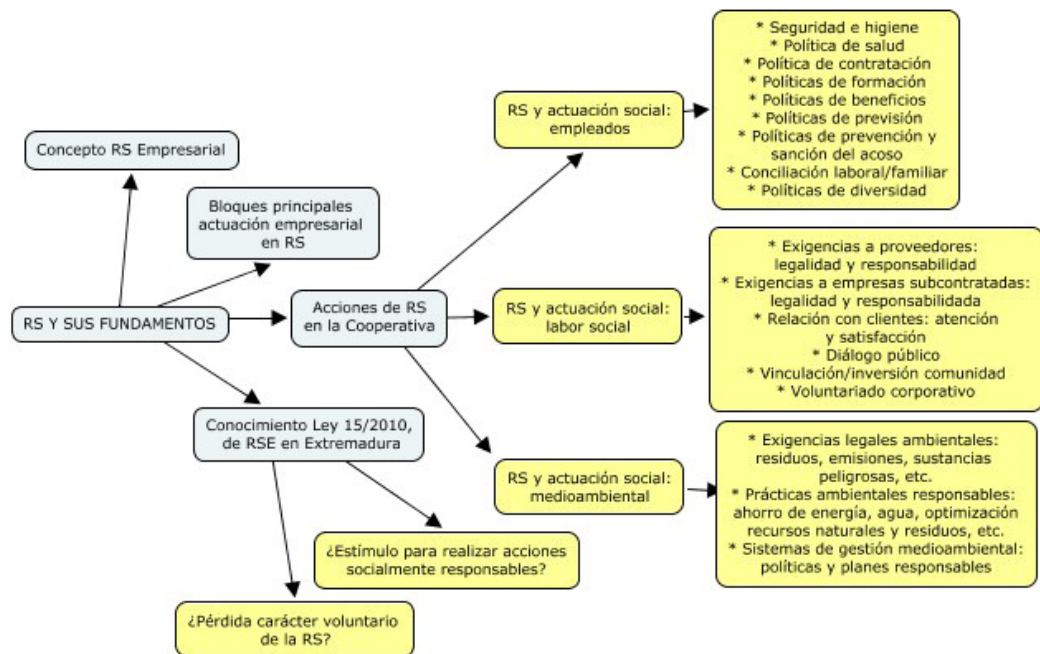 * Seguridad e higiene
* Política de salud
* Política de contratación
* Políticas de formación
* Políticas de beneficios
* Políticas de previsión
* Políticas de prevención y
sanción del acoso
* Conciliación laboral/familiar
* Políticas de diversidad
RS y actuación social:
empleados
Concepto RS Empresarial
Bloques principales
actuación empresarial
en RS
RS Y SUS FUNDAMENTOS
Acciones de RS
en la Cooperativa
RS y actuación social:
labor social
* Exigencias a proveedores:
legalidad y responsabilidad
* Exigencias a empresas subcontratadas:
legalidad y responsabilidada
* Relación con clientes: atención
y satisfacción
* Diálogo público
* Vinculación/inversión comunidad
* Voluntariado corporativo
Conocimiento Ley 15/2010,
de RSE en Extremadura
RS y actuación social:
medioambiental
* Exigencias legales ambientales:
residuos, emisiones, sustancias
peligrosas, etc.
* Prácticas ambientales responsables:
ahorro de energía, agua, optimización
recursos naturales y residuos, etc.
* Sistemas de gestión medioambiental:
políticas y planes responsables
¿Estímulo para realizar acciones
socialmente responsables?
¿Pérdida carácter voluntario
de la RS?